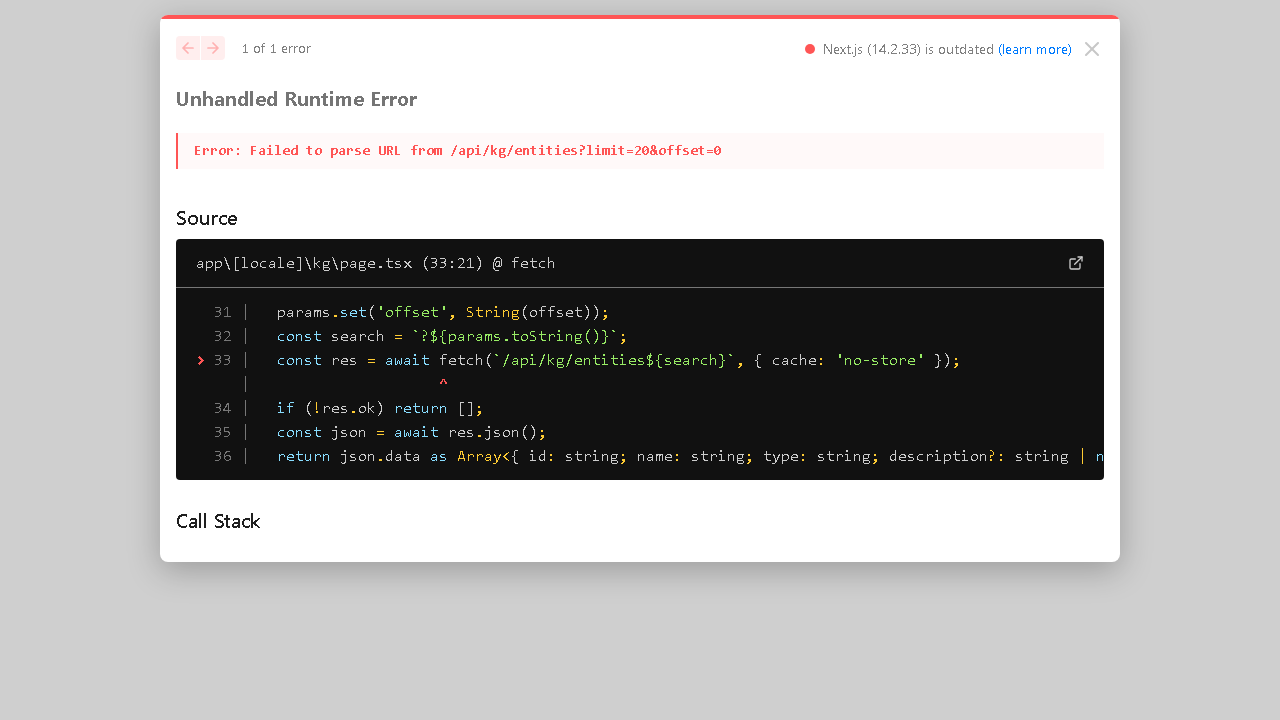 1 of 1 error
Next.js (14.2.33) is outdated (learn more)
Unhandled Runtime Error
Error: Failed to parse URL from /api/kg/entities?limit=20&offset=0
Source
app\[locale]\kg\page.tsx (33:21) @ fetch
31 | params.set('offset', String(offset));
32 | const search = `?${params.toString()}`;
> 33 | const res = await fetch(`/api/kg/entities${search}`, { cache: 'no-store' });
| ^
34 | if (!res.ok) return [];
35 | const json = await res.json();
36 | return json.data as Array<{ id: string; name: string; type: string; description?: string | n
Call Stack